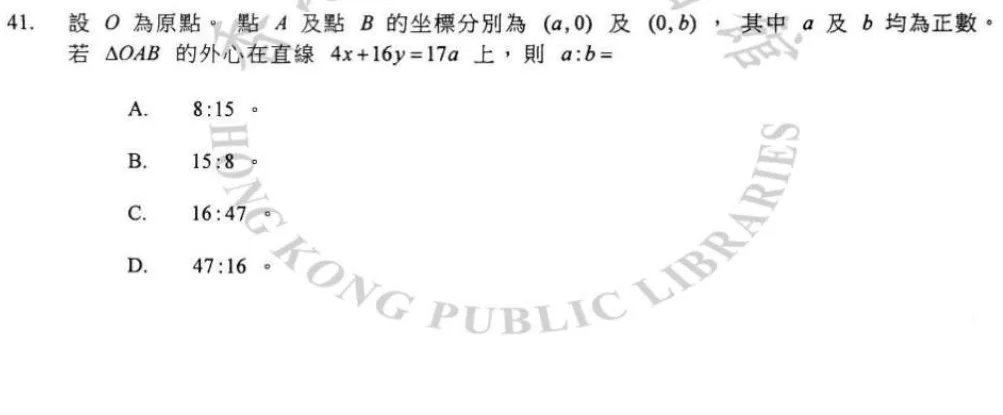 41. 設 O 為原點。 點 A 及點 B 的坐標分別為 (a,0) 及 (0,b) , 其中 a 及 b 均為正數。
若 ΔOAB 的外心在直線 4x+16y=17a 上,則 a:b=
A. 8:15 。
B. 15:8 。
C. 16:47 。
D. 47:16 。
HONG KONG PUBLIC LIBRARIES